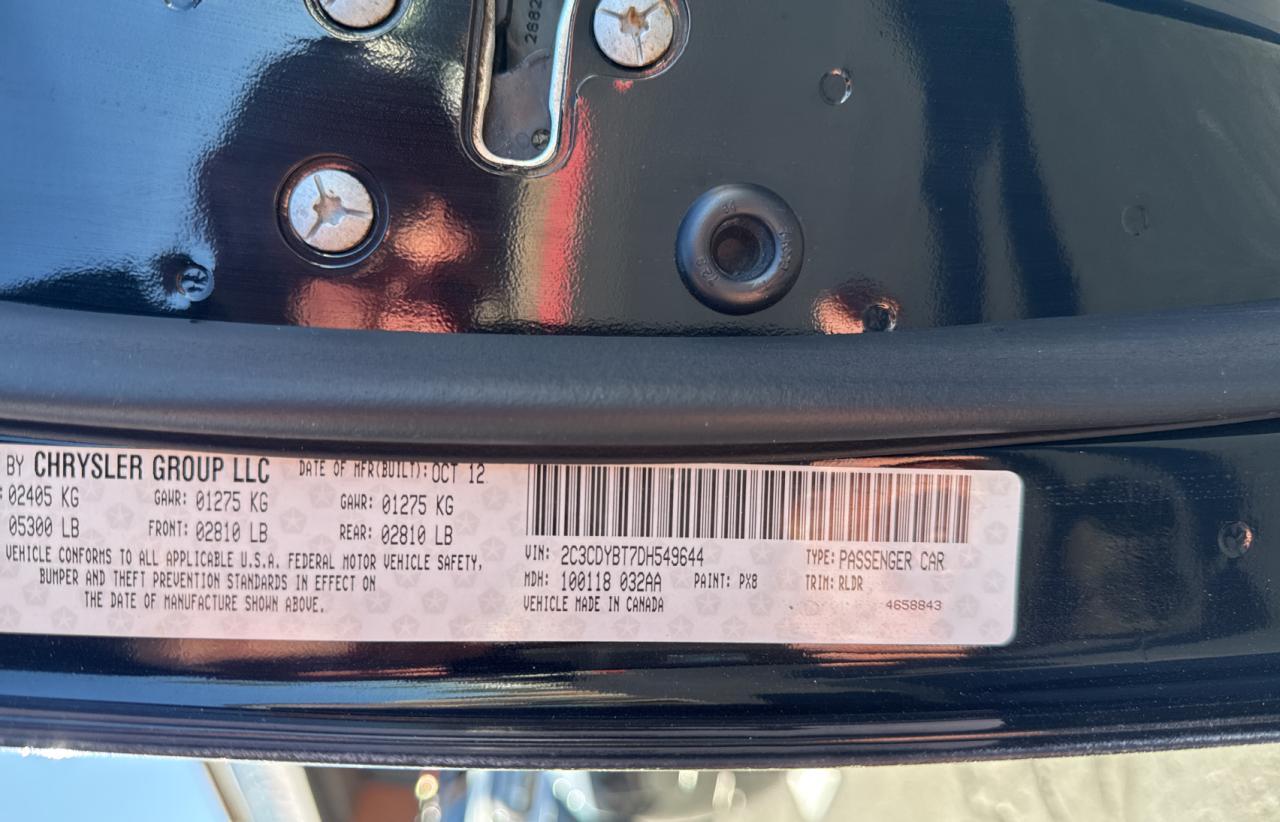 2682
BY CHRYSLER GROUP LLC DATE OF MFR(BUILT): OCT 12
: 02405 KG GAWR: 01275 KG GAWR: 01275 KG
05300 LB FRONT: 02810 LB REAR: 02810 LB
VEHICLE CONFORMS TO ALL APPLICABLE U.S.A. FEDERAL MOTOR VEHICLE SAFETY,
BUMPER AND THEFT PREVENTION STANDARDS IN EFFECT ON
THE DATE OF MANUFACTURE SHOWN ABOVE.
VIN: 2C3CDYBT7DH549644 TYPE: PASSENGER CAR
MDH: 100118 032AA PAINT: PX8 TRIM: RLDR
VEHICLE MADE IN CANADA 4658843